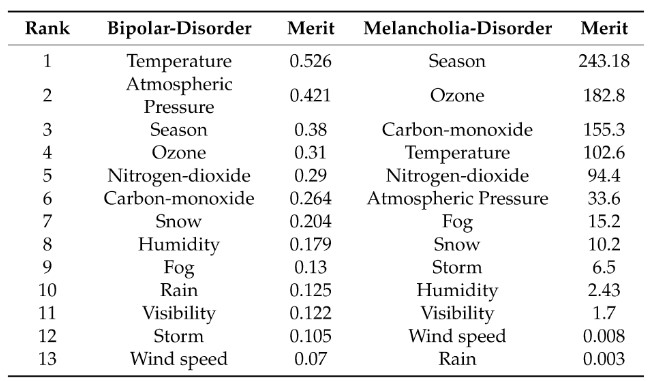 Rank Bipolar-Disorder Merit Melancholia-Disorder Merit
1 Temperature 0.526 Season 243.18
2 Atmospheric Pressure 0.421 Ozone 182.8
3 Season 0.38 Carbon-monoxide 155.3
4 Ozone 0.31 Temperature 102.6
5 Nitrogen-dioxide 0.29 Nitrogen-dioxide 94.4
6 Carbon-monoxide 0.264 Atmospheric Pressure 33.6
7 Snow 0.204 Fog 15.2
8 Humidity 0.179 Snow 10.2
9 Fog 0.13 Storm 6.5
10 Rain 0.125 Humidity 2.43
11 Visibility 0.122 Visibility 1.7
12 Storm 0.105 Wind speed 0.008
13 Wind speed 0.07 Rain 0.003